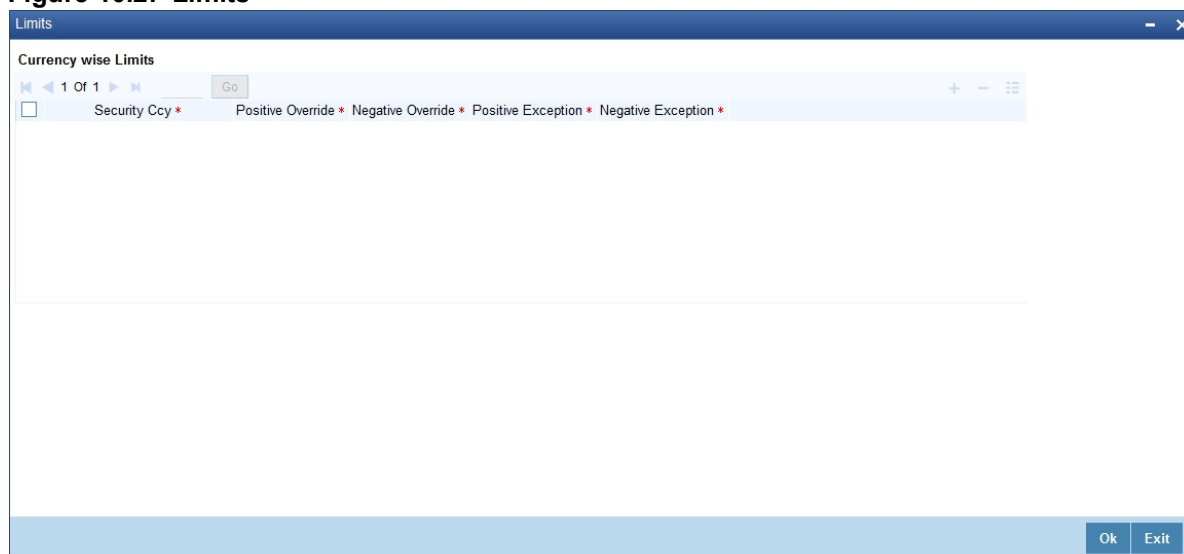 Limits
Currency wise Limits
1 Of 1 Go
Security Ccy * Positive Override * Negative Override * Positive Exception * Negative Exception *
Ok Exit